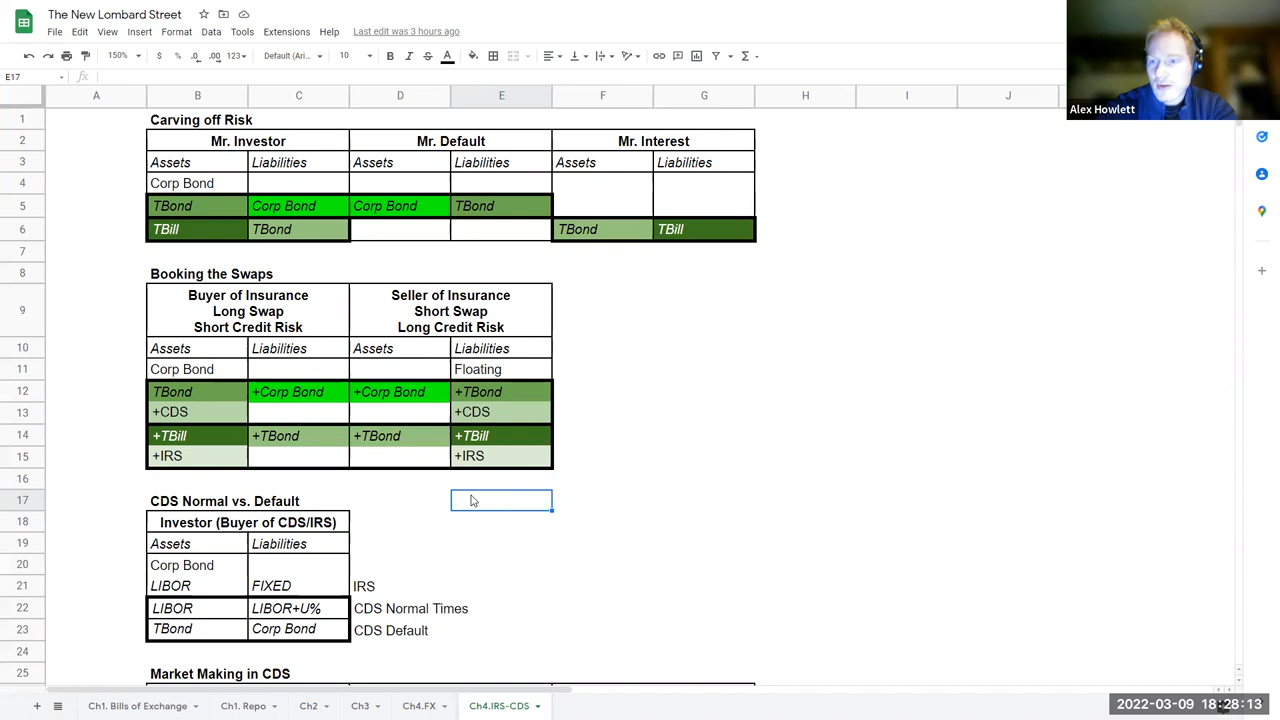 The New Lombard Street
File Edit View Insert Format Data Tools Extensions Help Last edit was 3 hours ago
150% $ % .0 .00 123 Default (Ari... 10 B I S A
E17 fx
A B C D E F G H I J
1 Carving off Risk
2 Mr. Investor Mr. Default Mr. Interest
3 Assets Liabilities Assets Liabilities Assets Liabilities
4 Corp Bond
5 TBond Corp Bond Corp Bond TBond
6 TBill TBond TBond TBill
7
8 Booking the Swaps
9 Buyer of Insurance Long Swap Short Credit Risk Seller of Insurance Short Swap Long Credit Risk
10 Assets Liabilities Assets Liabilities
11 Corp Bond Floating
12 TBond +Corp Bond +Corp Bond +TBond
13 +CDS +CDS
14 +TBill +TBond +TBond +TBill
15 +IRS +IRS
16
17 CDS Normal vs. Default
18 Investor (Buyer of CDS/IRS)
19 Assets Liabilities
20 Corp Bond
21 LIBOR FIXED IRS
22 LIBOR LIBOR+U% CDS Normal Times
23 TBond Corp Bond CDS Default
24
25 Market Making in CDS
Ch1. Bills of Exchange Ch1. Repo Ch2 Ch3 Ch4.FX Ch4.IRS-CDS
Alex Howlett
2022-03-09 18:28:13